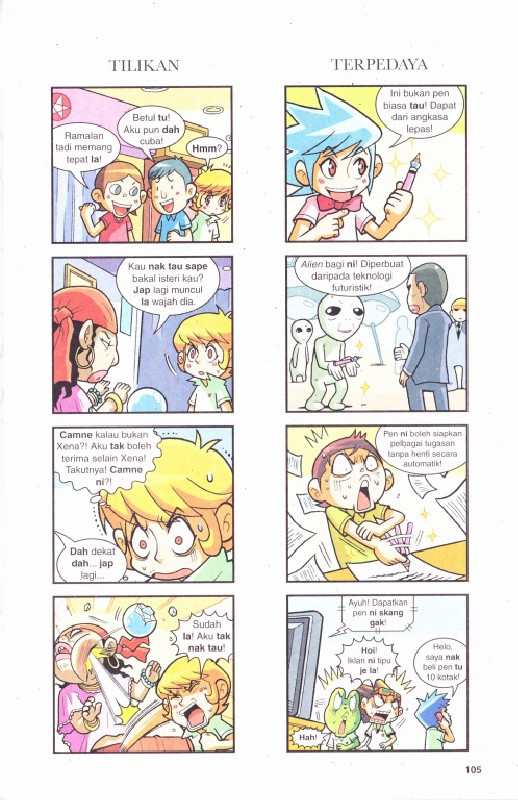 TILIKAN
Ramalan
tadi memang
tepat la!
Betul tu!
Aku pun dah
cuba!
Hmm?
Kau nak tau sape
bakal isteri kau?
Jap lagi muncul
la wajah dia.
Camne kalau bukan
Xena?! Aku tak boleh
terima selain Xena!
Takutnya! Camne
ni?!
Dah dekat
dah... jap
lagi...
Sudah
la! Aku tak
nak tau!
TERPEDAYA
Ini bukan pen
biasa tau! Dapat
dari angkasa
lepas!
Alien bagi ni! Diperbuat
daripada teknologi
futuristik!
Pen ni boleh siapkan
pelbagai tugasan
tanpa henti secara
automatik!
Ayuh! Dapatkan
pen ni skang
gak!
Hoi!
Iklan ni tipu
je la!
Helo,
saya nak
beli pen tu
10 kotak!
Hah!
105